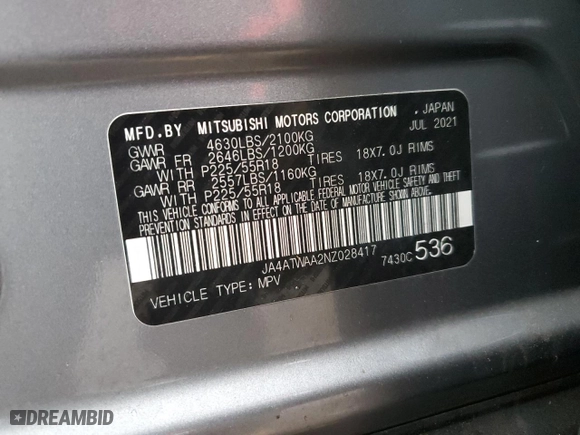 MFD.BY MITSUBISHI MOTORS CORPORATION , JAPAN
JUL 2021
GVWR 4630LBS/2100KG
GAWR FR 2646LBS/1200KG
WITH P225/55R18 TIRES 18X7.0J RIMS
GAWR RR 2557LBS/1160KG
WITH P225/55R18 TIRES 18X7.0J RIMS
THIS VEHICLE CONFORMS TO ALL APPLICABLE FEDERAL MOTOR VEHICLE SAFETY AND THEFT
PREVENTION STANDARDS IN EFFECT ON THE DATE OF MANUFACTURE SHOWN ABOVE.
JA4ATWAA2NZ028417
7430C536
VEHICLE TYPE: MPV
DREAMBID